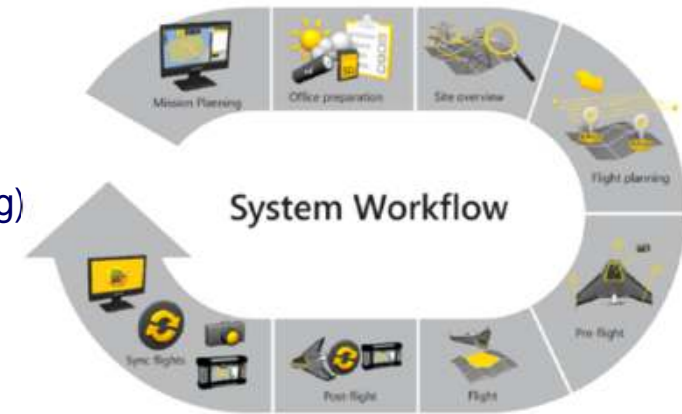 Mission Planning
Office preparation
Site overview
Flight planning
g)
System Workflow
Pre-flight
Sync flights
Post-flight
Flight